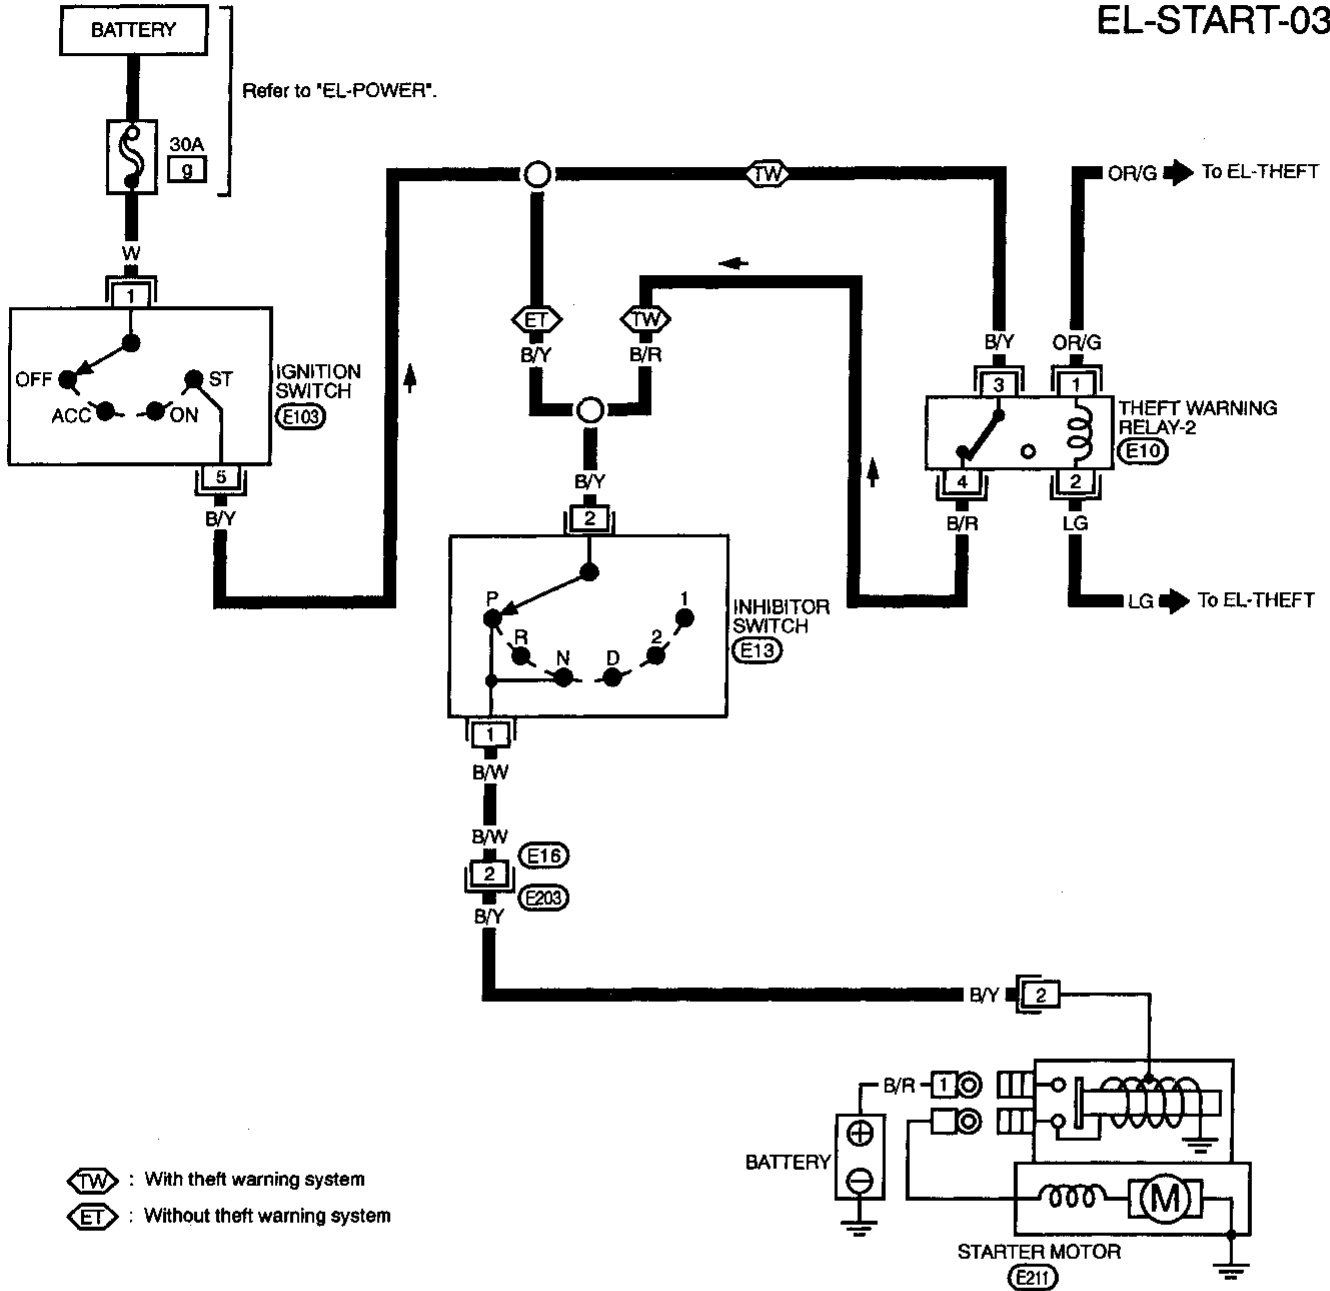 EL-START-03
BATTERY
Refer to "EL-POWER".
30A
g
W
1
OFF
ACC
ON
ST
IGNITION
SWITCH
E103
5
B/Y
TW
OR/G
To EL-THEFT
ET
TW
B/Y
B/R
B/Y
OR/G
3
1
THEFT WARNING
RELAY-2
E10
4
2
B/R
LG
LG
To EL-THEFT
B/Y
2
P
R
N
D
2
1
INHIBITOR
SWITCH
E13
1
B/W
B/W
E16
2
E203
B/Y
B/Y
2
B/R
1
BATTERY
M
STARTER MOTOR
E211
TW : With theft warning system
ET : Without theft warning system